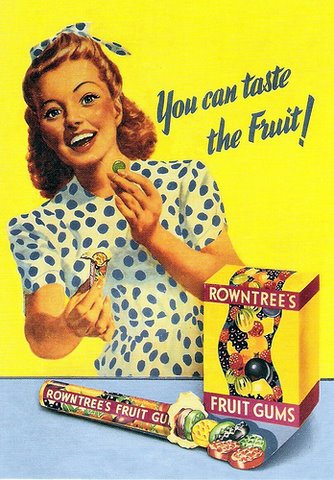 You can taste
the Fruit!
ROWNTREE'S
FRUIT GUMS
ROWNTREE'S FRUIT GU